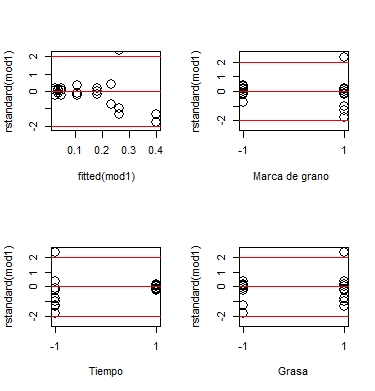 rstandard(mod1)
2
0
-2
0.1 0.2 0.3 0.4
fitted(mod1)
rstandard(mod1)
2
0
-2
-1 1
Marca de grano
rstandard(mod1)
2
0
-2
-1 1
Tiempo
rstandard(mod1)
2
0
-2
-1 1
Grasa